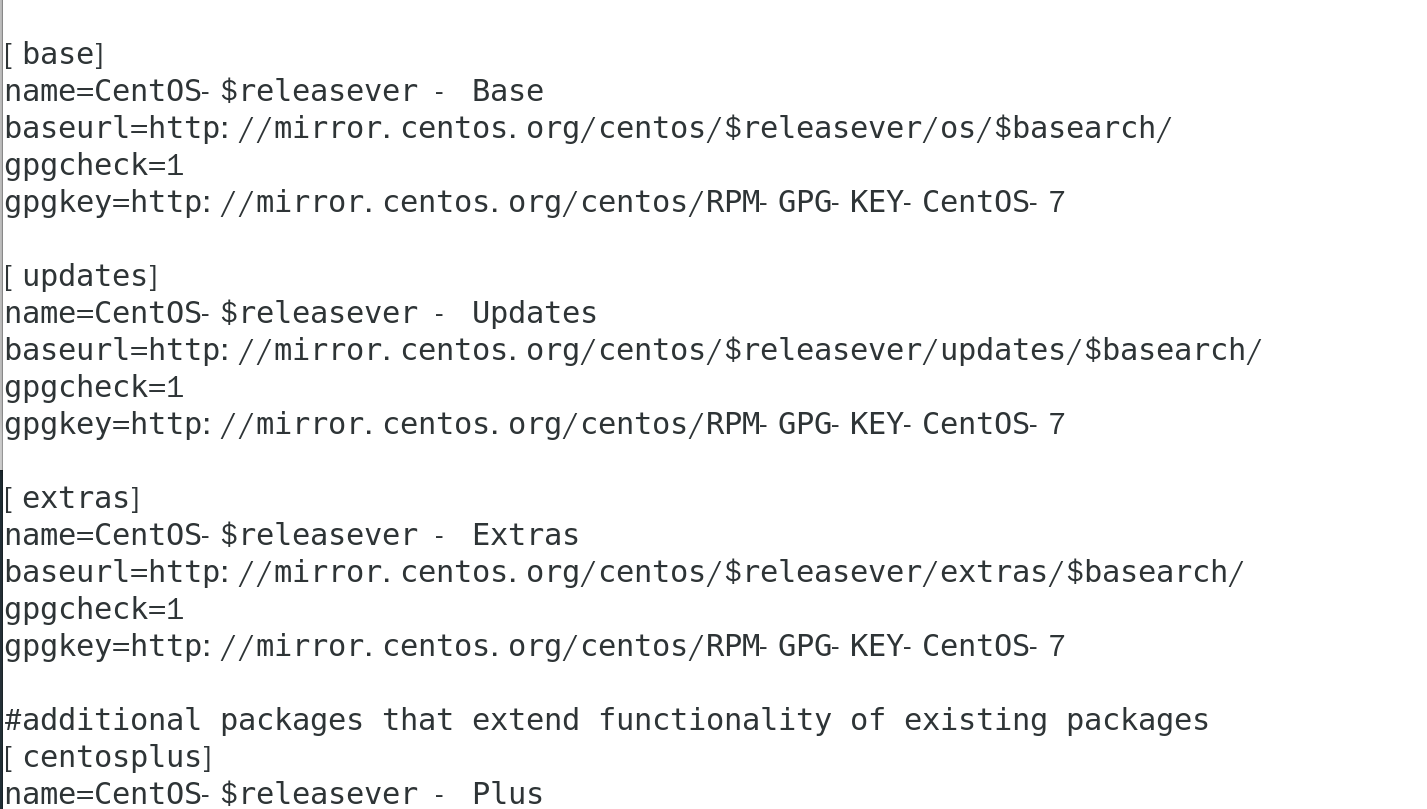 [base]
name=CentOS-$releasever - Base
baseurl=http://mirror.centos.org/centos/$releasever/os/$basearch/
gpgcheck=1
gpgkey=http://mirror.centos.org/centos/RPM-GPG-KEY-CentOS-7
[updates]
name=CentOS-$releasever - Updates
baseurl=http://mirror.centos.org/centos/$releasever/updates/$basearch/
gpgcheck=1
gpgkey=http://mirror.centos.org/centos/RPM-GPG-KEY-CentOS-7
[extras]
name=CentOS-$releasever - Extras
baseurl=http://mirror.centos.org/centos/$releasever/extras/$basearch/
gpgcheck=1
gpgkey=http://mirror.centos.org/centos/RPM-GPG-KEY-CentOS-7
#additional packages that extend functionality of existing packages
[centosplus]
name=CentOS-$releasever - Plus